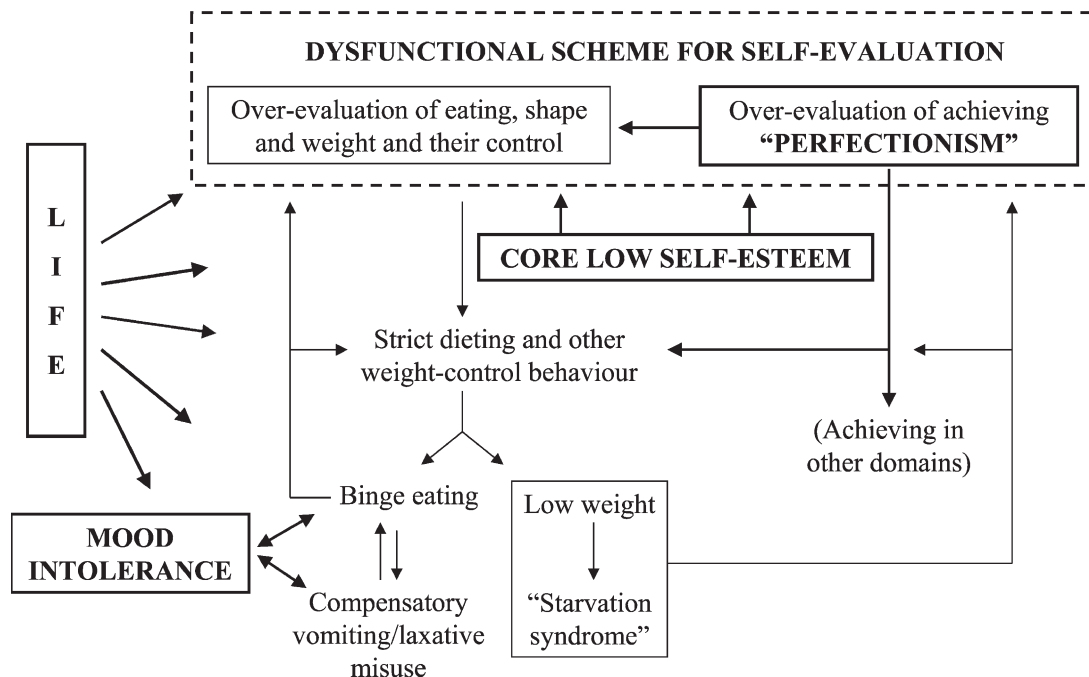 DYSFUNCTIONAL SCHEME FOR SELF-EVALUATION
Over-evaluation of eating, shape
and weight and their control
Over-evaluation of achieving
“PERFECTIONISM”
L
I
F
E
CORE LOW SELF-ESTEEM
Strict dieting and other
weight-control behaviour
(Achieving in
other domains)
Binge eating
Low weight
MOOD
INTOLERANCE
Compensatory
vomiting/laxative
misuse
“Starvation
syndrome”